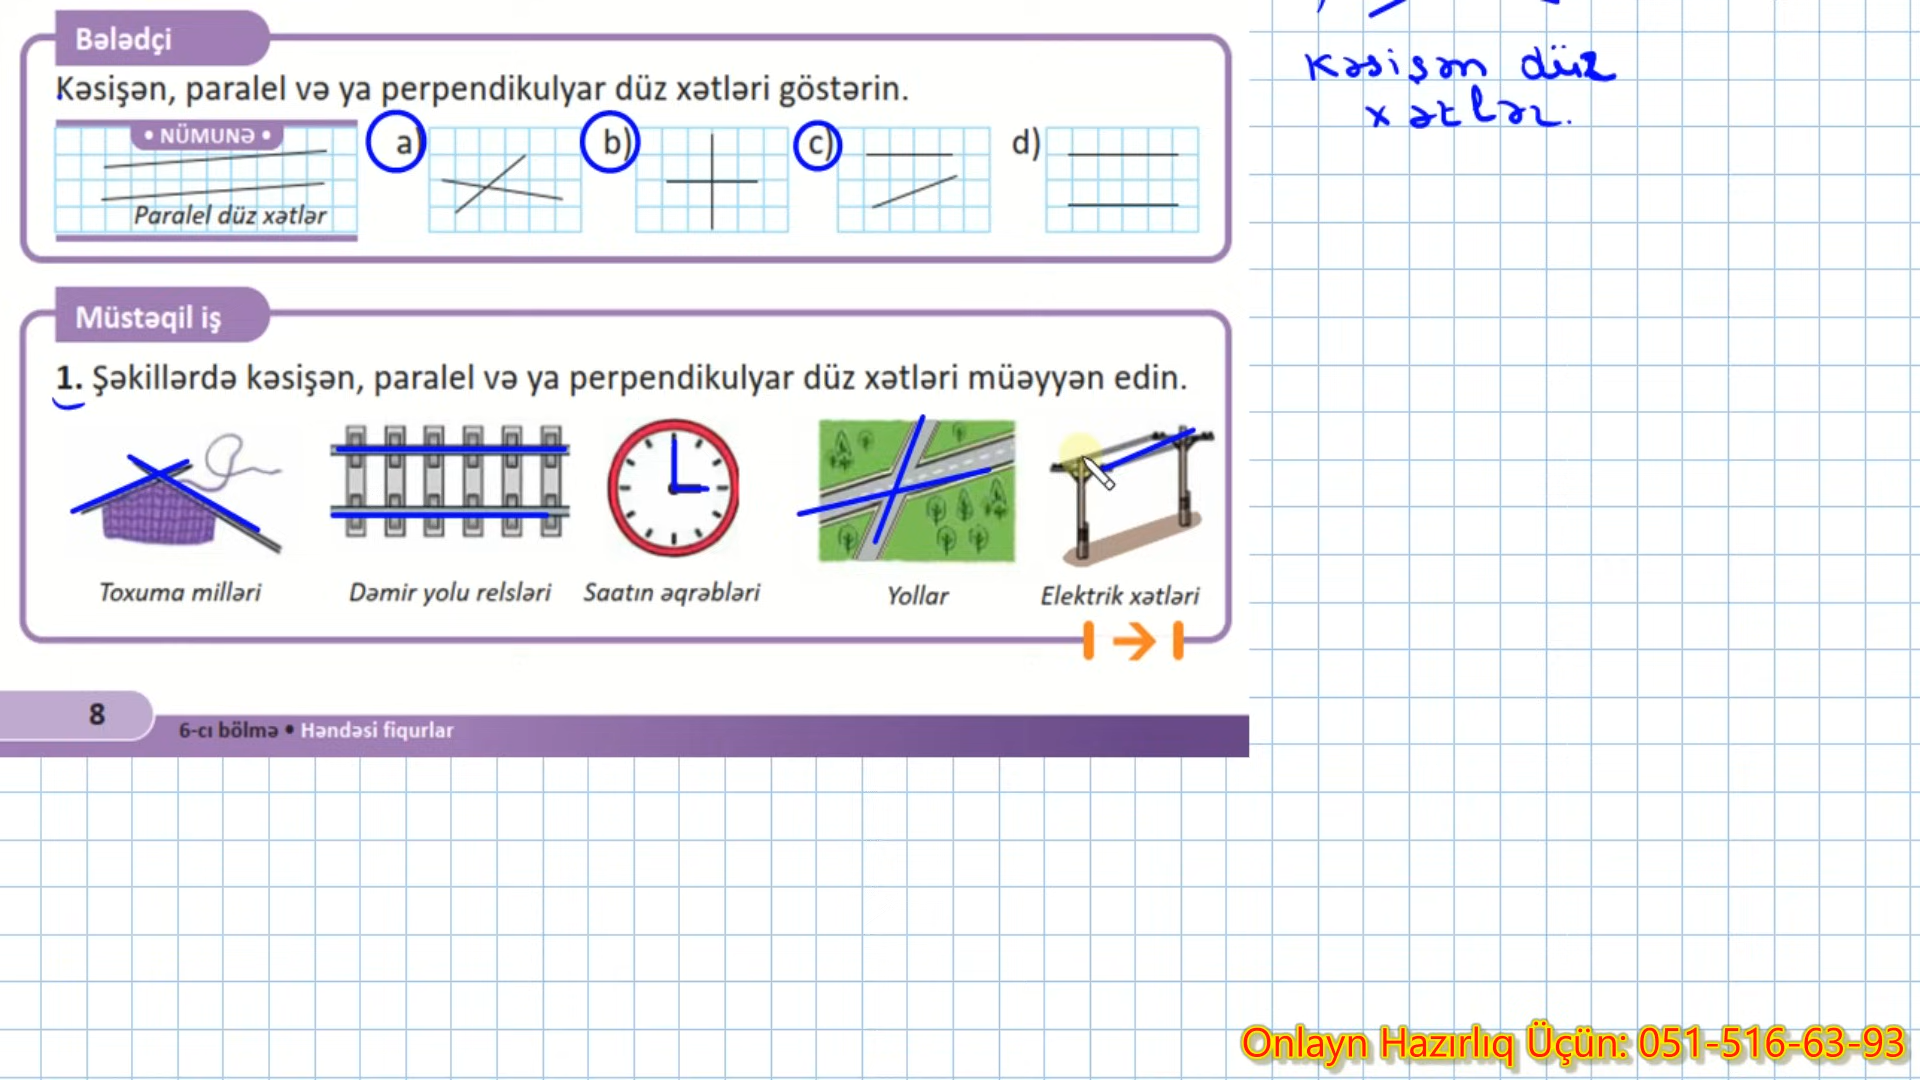 Bələdçi
Kəsişən, paralel və ya perpendikulyar düz xətləri göstərin.
• NÜMUNƏ •
Paralel düz xətlər
a)
b)
c)
d)
Kəsişən düz
xətlər.
Müstəqil iş
1. Şəkillərdə kəsişən, paralel və ya perpendikulyar düz xətləri müəyyən edin.
Toxuma milləri
Dəmir yolu relsləri
Saatın əqrəbləri
Yollar
Elektrik xətləri
8
6-cı bölmə • Həndəsi fiqurlar
Onlayn Hazırlıq Üçün: 051-516-63-93